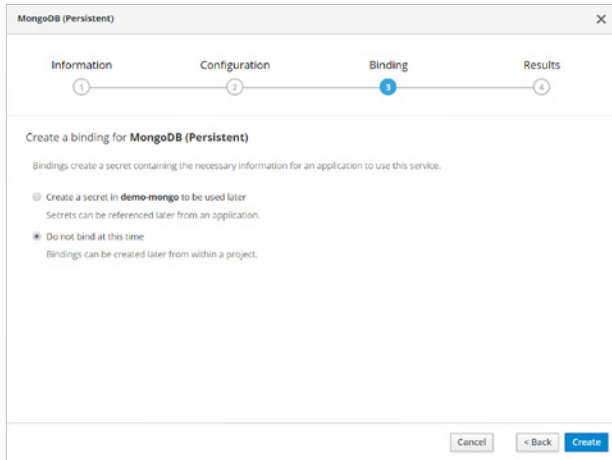 MongoDB (Persistent)
Information Configuration Binding Results
1 2 3 4
Create a binding for MongoDB (Persistent)
Bindings create a secret containing the necessary information for an application to use this service.
Create a secret in demo-mongo to be used later
Secrets can be referenced later from an application.
Do not bind at this time
Bindings can be created later from within a project.
Cancel < Back Create